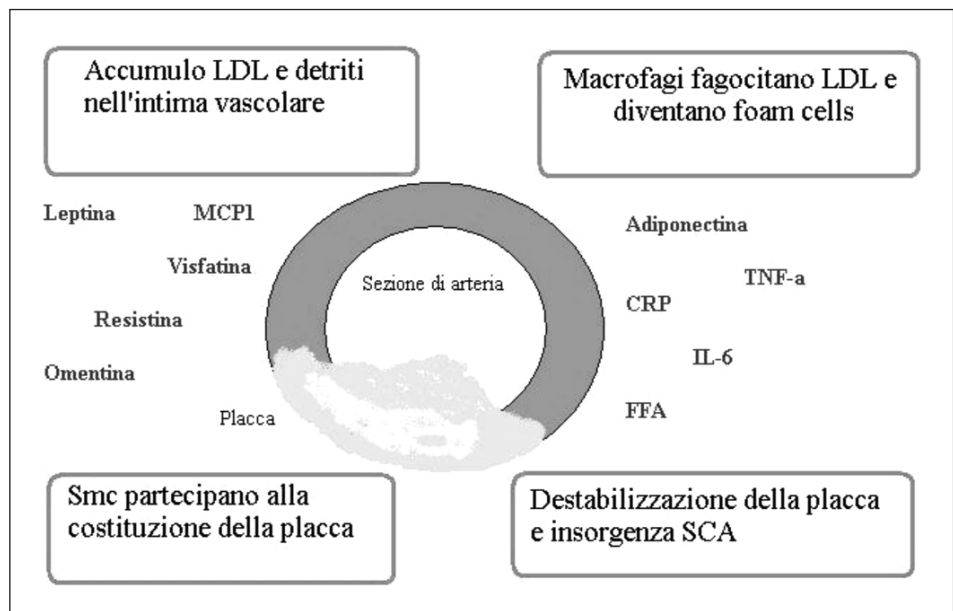 Accumulo LDL e detriti
nell'intima vascolare
Macrofagi fagocitano LDL e
diventano foam cells
Leptina
MCP1
Visfatina
Resistina
Omentina
Placca
Sezione di arteria
Adiponectina
TNF-a
CRP
IL-6
FFA
Smc partecipano alla
costituzione della placca
Destabilizzazione della placca
e insorgenza SCA